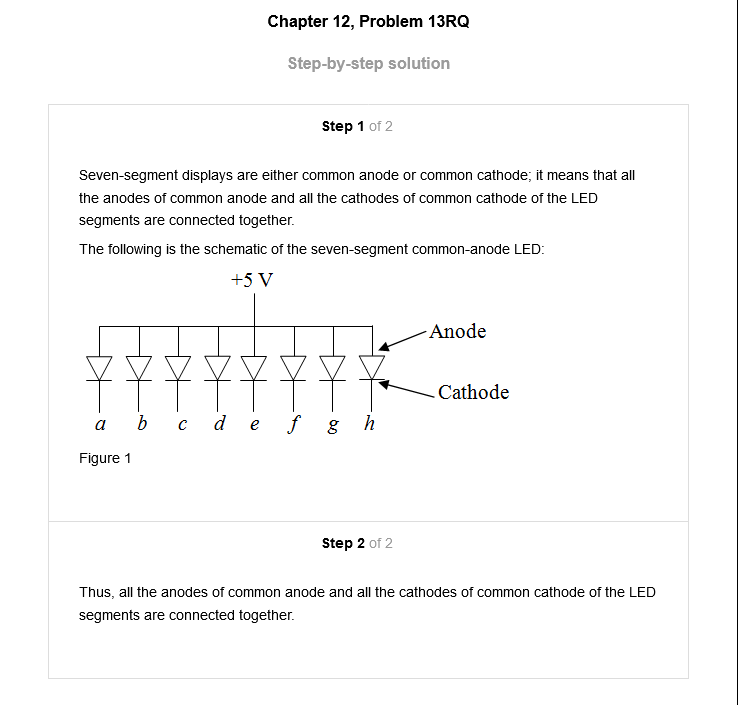 Chapter 12, Problem 13RQ
Step-by-step solution
Step 1 of 2
Seven-segment displays are either common anode or common cathode; it means that all
the anodes of common anode and all the cathodes of common cathode of the LED
segments are connected together.
The following is the schematic of the seven-segment common-anode LED:
+5 V
Anode
Cathode
a b c d e f g h
Figure 1
Step 2 of 2
Thus, all the anodes of common anode and all the cathodes of common cathode of the LED
segments are connected together.